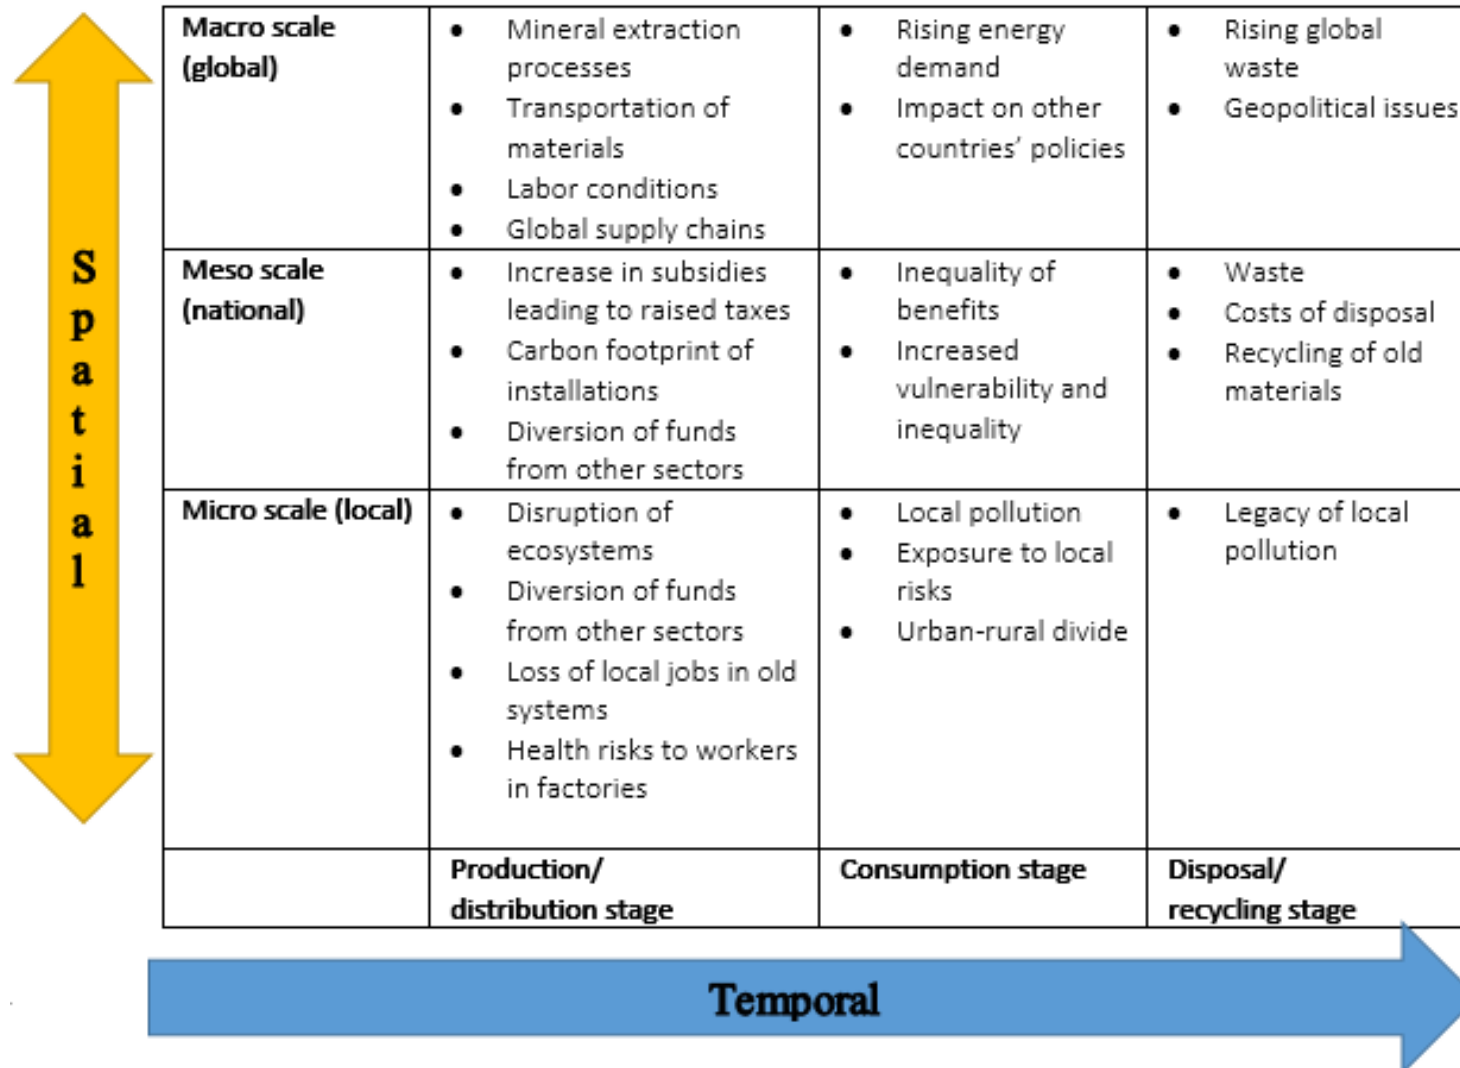 Spatial
Macro scale
(global)
• Mineral extraction
processes
• Transportation of
materials
• Labor conditions
• Global supply chains
• Rising energy
demand
• Impact on other
countries’ policies
• Rising global
waste
• Geopolitical issues
Meso scale
(national)
• Increase in subsidies
leading to raised taxes
• Carbon footprint of
installations
• Diversion of funds
from other sectors
• Inequality of
benefits
• Increased
vulnerability and
inequality
• Waste
• Costs of disposal
• Recycling of old
materials
Micro scale (local)
• Disruption of
ecosystems
• Diversion of funds
from other sectors
• Loss of local jobs in old
systems
• Health risks to workers
in factories
• Local pollution
• Exposure to local
risks
• Urban-rural divide
• Legacy of local
pollution
Production/
distribution stage
Consumption stage
Disposal/
recycling stage
Temporal